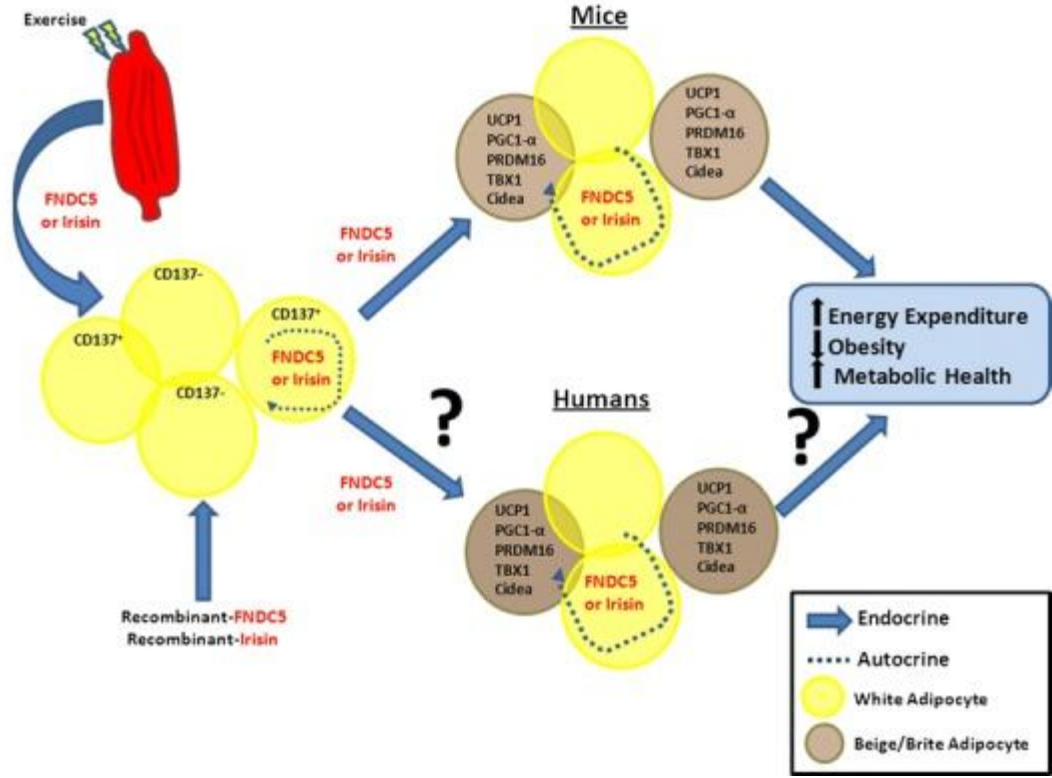 Exercise
FNDC5
or Irisin
CD137-
CD137+
CD137-
CD137+
FNDC5
or Irisin
Recombinant-FNDC5
Recombinant-Irisin
FNDC5
or Irisin
FNDC5
or Irisin
Mice
UCP1
PGC1-α
PRDM16
TBX1
Cidea
FNDC5
or Irisin
UCP1
PGC1-α
PRDM16
TBX1
Cidea
?
Humans
UCP1
PGC1-α
PRDM16
TBX1
Cidea
FNDC5
or Irisin
UCP1
PGC1-α
PRDM16
TBX1
Cidea
?
Energy Expenditure
Obesity
Metabolic Health
Endocrine
Autocrine
White Adipocyte
Beige/Brite Adipocyte